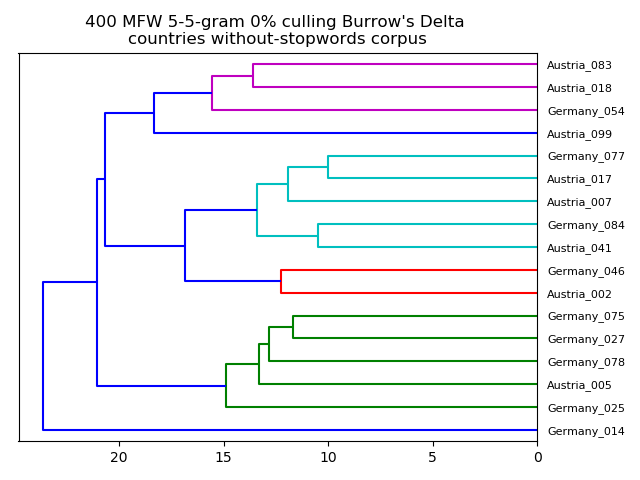 400 MFW 5-5-gram 0% culling Burrow's Delta
countries without-stopwords corpus
Austria_083
Austria_018
Germany_054
Austria_099
Germany_077
Austria_017
Austria_007
Germany_084
Austria_041
Germany_046
Austria_002
Germany_075
Germany_027
Germany_078
Austria_005
Germany_025
Germany_014
20 15 10 5 0